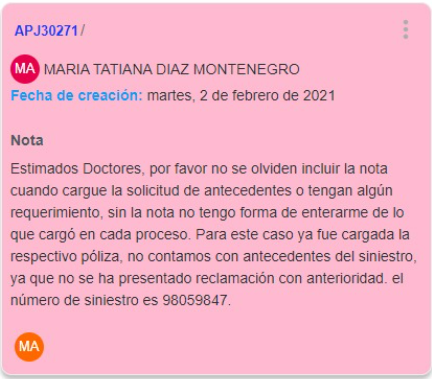 APJ30271/
MA MARIA TATIANA DIAZ MONTENEGRO
Fecha de creación: martes, 2 de febrero de 2021
Nota
Estimados Doctores, por favor no se olviden incluir la nota
cuando cargue la solicitud de antecedentes o tengan algún
requerimiento, sin la nota no tengo forma de enterarme de lo
que cargó en cada proceso. Para este caso ya fue cargada la
respectivo póliza, no contamos con antecedentes del siniestro,
ya que no se ha presentado reclamación con anterioridad. el
número de siniestro es 98059847.
MA